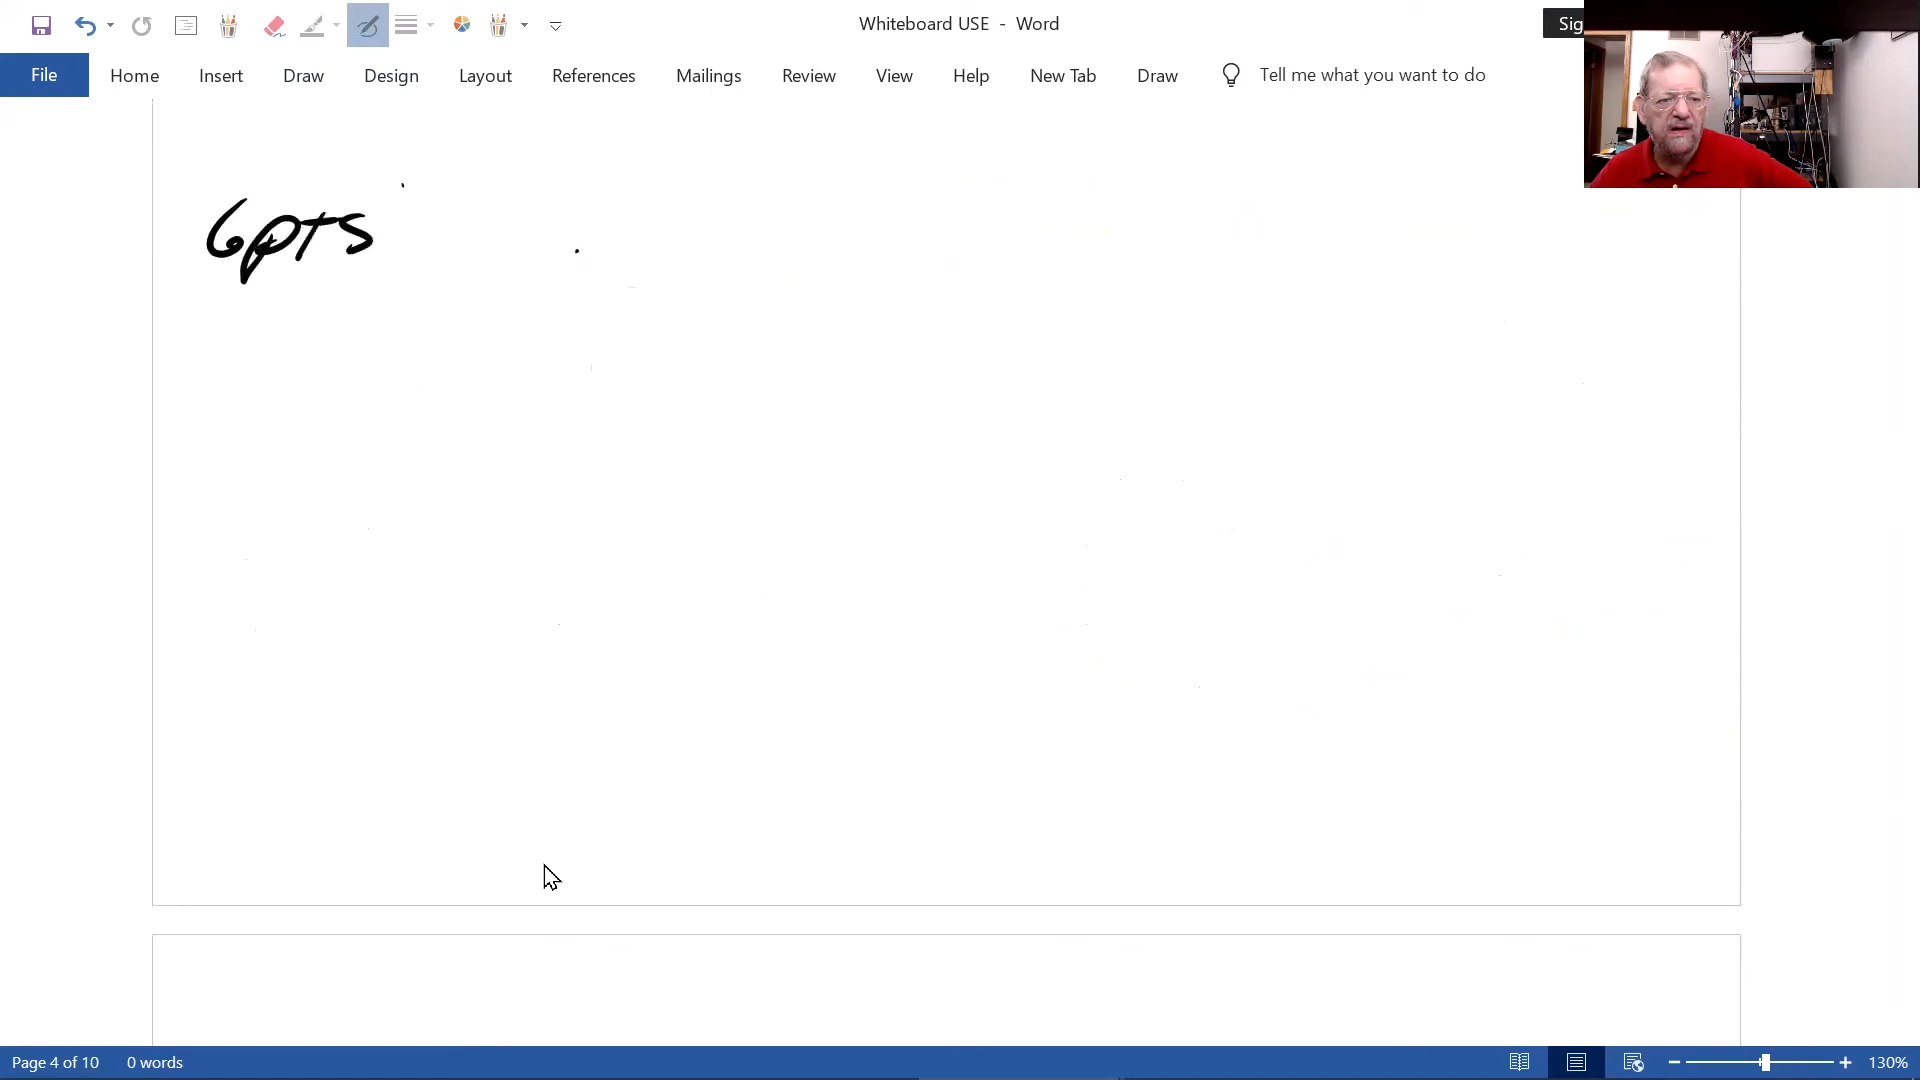 Whiteboard USE - Word
Sig
File Home Insert Draw Design Layout References Mailings Review View Help New Tab Draw Tell me what you want to do
6pts
Page 4 of 10 0 words 130%